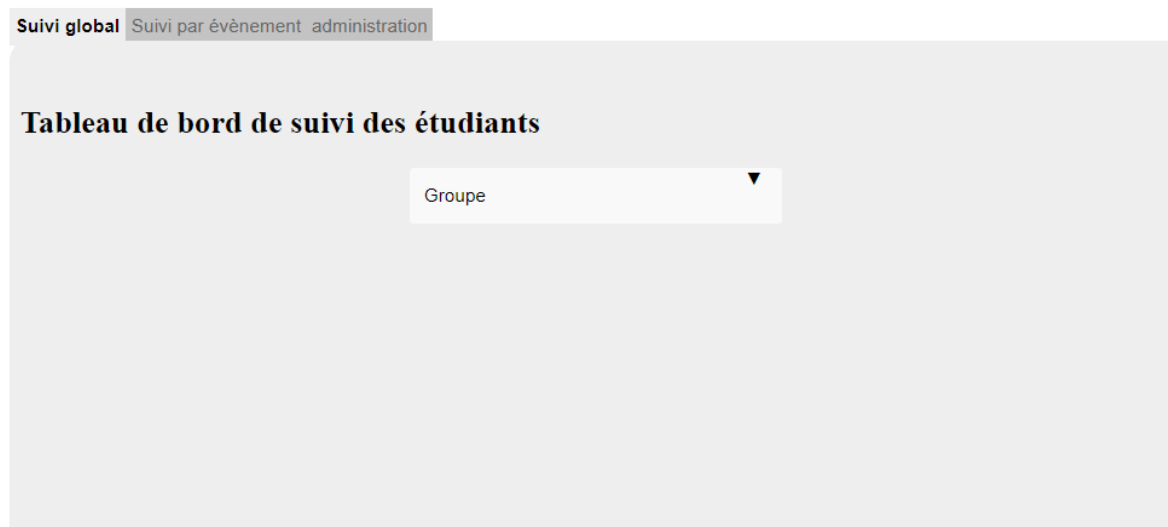 Suivi global Suivi par évènement administration
Tableau de bord de suivi des étudiants
Groupe